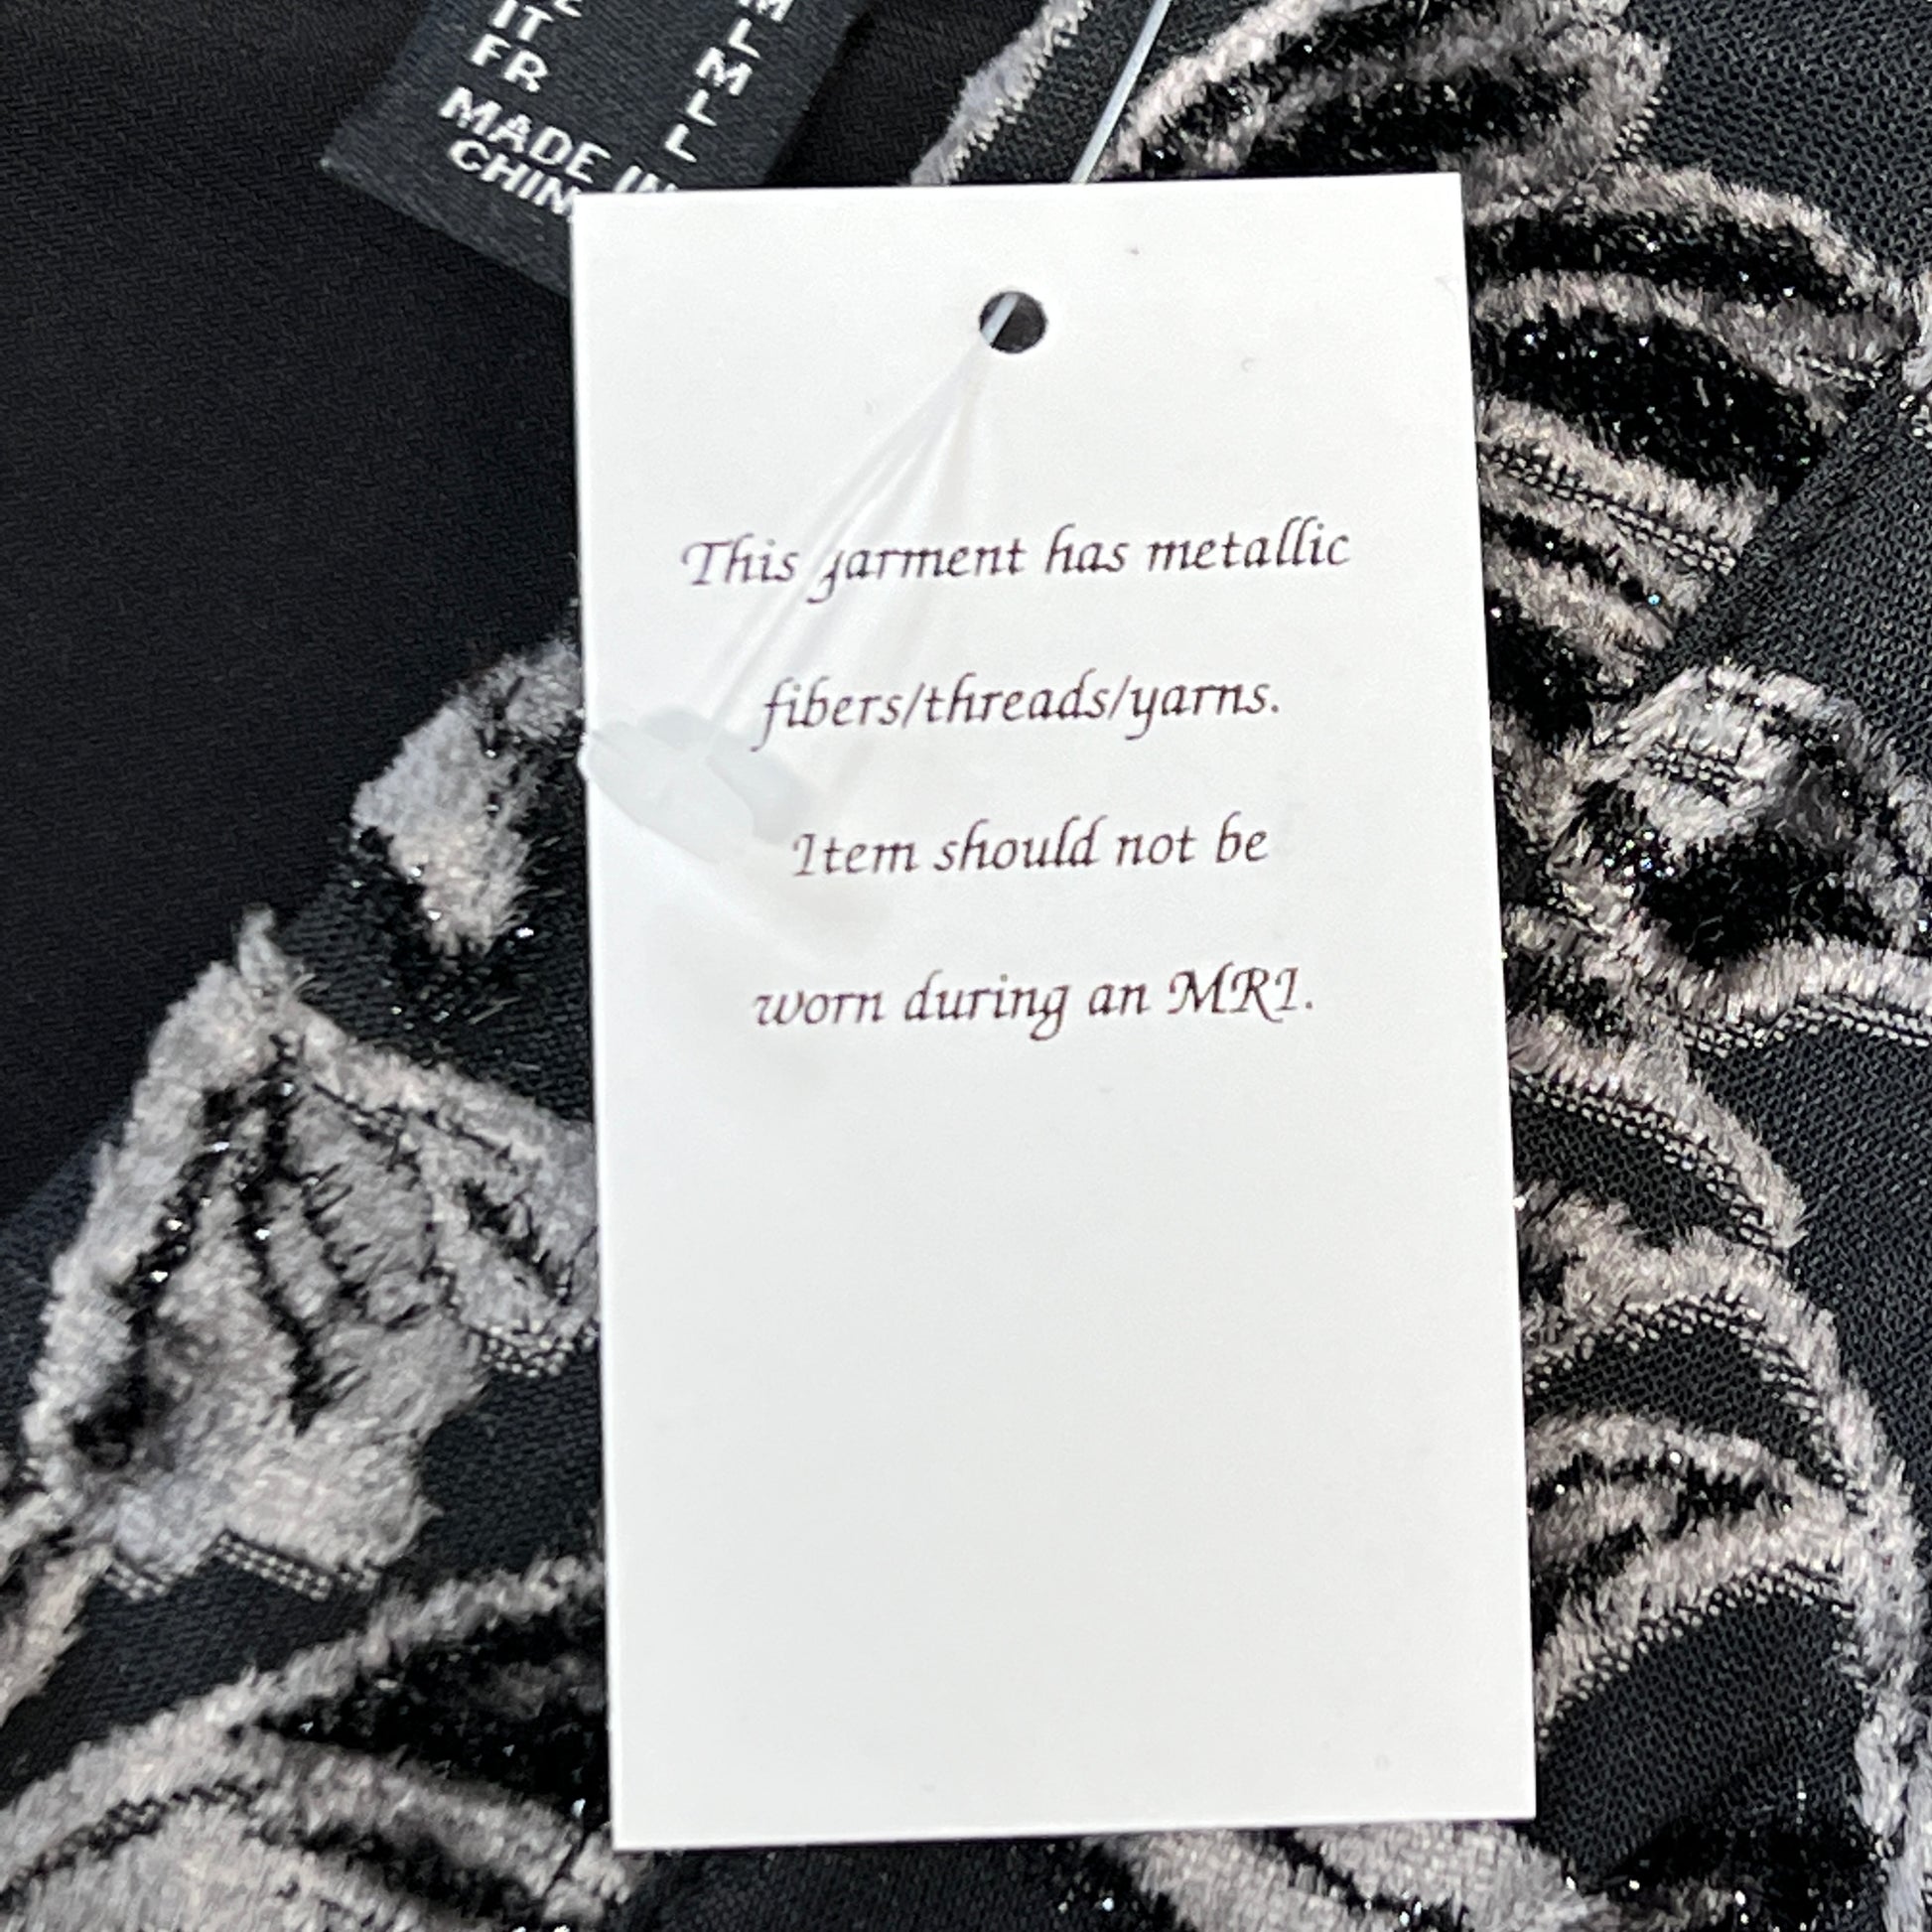 IT M
FR L
L
MADE IN
This garment has metallic
fibers/threads/yarns.
Item should not be
worn during an MRI.